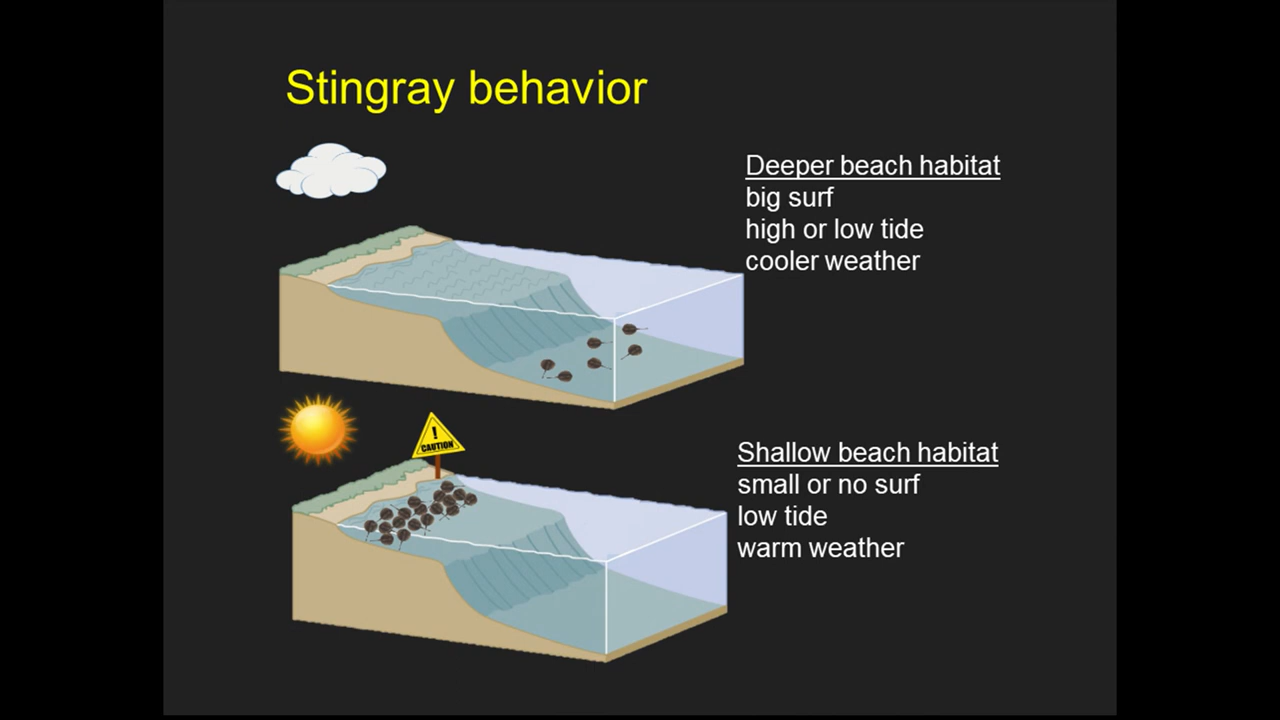 Stingray behavior
Deeper beach habitat
big surf
high or low tide
cooler weather
!
CAUTION
Shallow beach habitat
small or no surf
low tide
warm weather